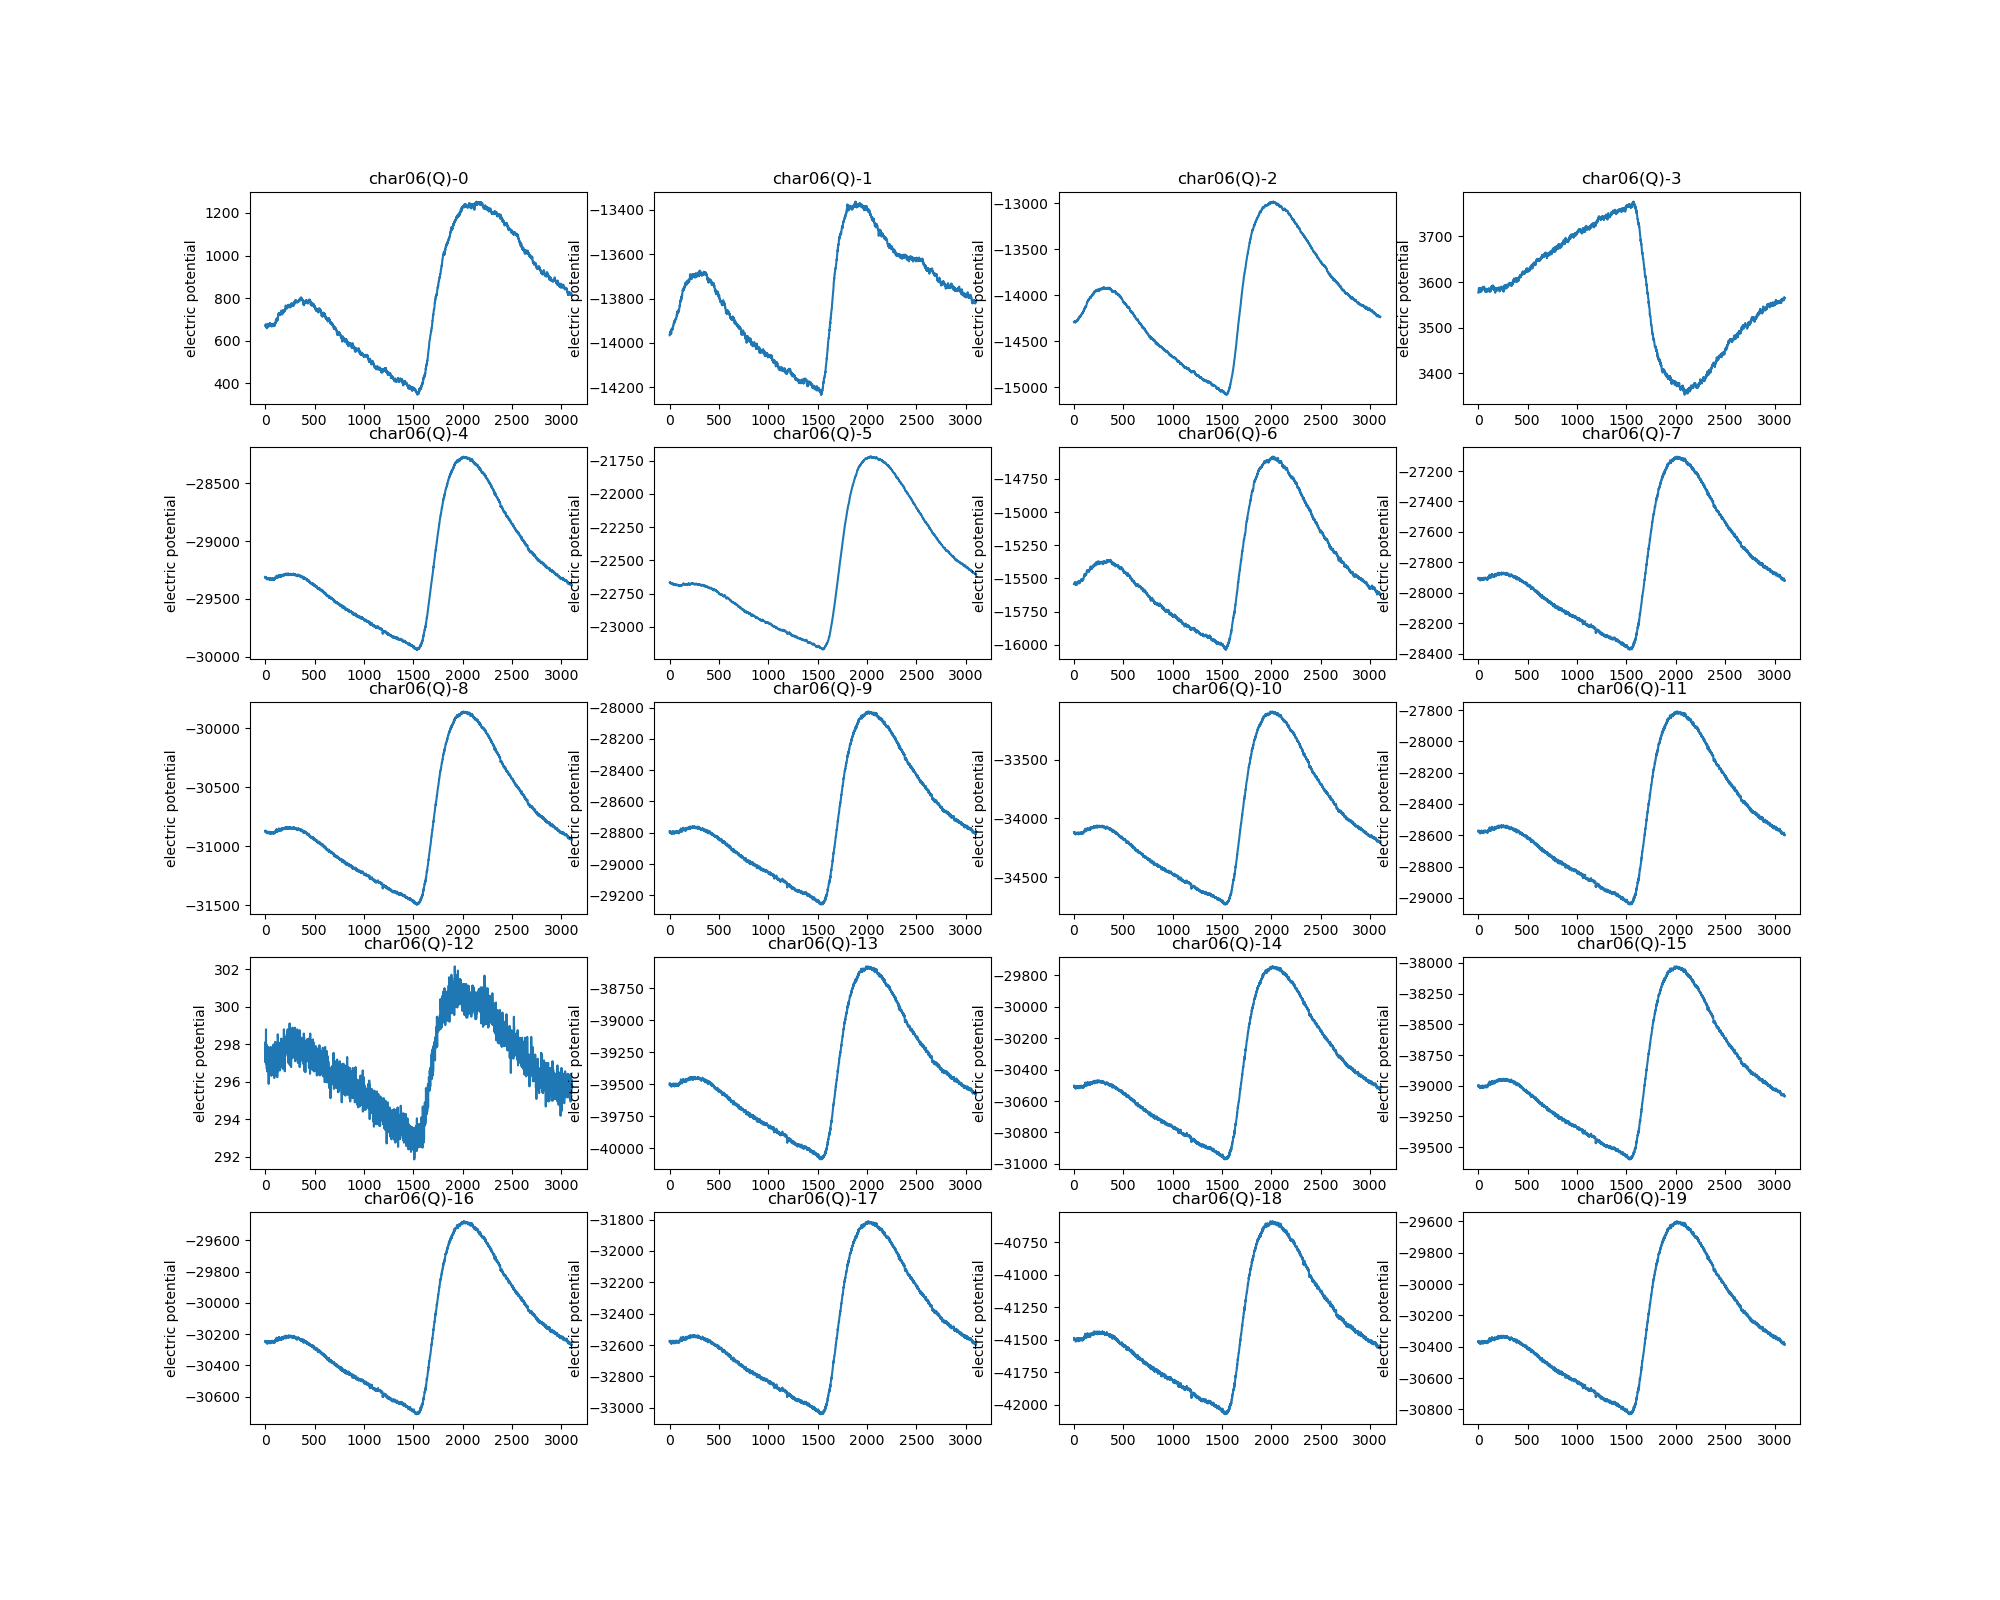 char06(Q)-0 char06(Q)-1 char06(Q)-2 char06(Q)-3
electric potential electric potential electric potential electric potential
1200 1000 800 600 400
−13400 −13600 −13800 −14000 −14200
−13000 −13500 −14000 −14500 −15000
3700 3600 3500 3400
0 500 1000 1500 2000 2500 3000 0 500 1000 1500 2000 2500 3000 0 500 1000 1500 2000 2500 3000 0 500 1000 1500 2000 2500 3000
char06(Q)-4 char06(Q)-5 char06(Q)-6 char06(Q)-7
electric potential electric potential electric potential electric potential
−28500 −29000 −29500 −30000
−21750 −22000 −22250 −22500 −22750 −23000
−14750 −15000 −15250 −15500 −15750 −16000
−27200 −27400 −27600 −27800 −28000 −28200 −28400
0 500 1000 1500 2000 2500 3000 0 500 1000 1500 2000 2500 3000 0 500 1000 1500 2000 2500 3000 0 500 1000 1500 2000 2500 3000
char06(Q)-8 char06(Q)-9 char06(Q)-10 char06(Q)-11
electric potential electric potential electric potential electric potential
−30000 −30500 −31000 −31500
−28000 −28200 −28400 −28600 −28800 −29000 −29200
−33500 −34000 −34500
−27800 −28000 −28200 −28400 −28600 −28800 −29000
0 500 1000 1500 2000 2500 3000 0 500 1000 1500 2000 2500 3000 0 500 1000 1500 2000 2500 3000 0 500 1000 1500 2000 2500 3000
char06(Q)-12 char06(Q)-13 char06(Q)-14 char06(Q)-15
electric potential electric potential electric potential electric potential
302 300 298 296 294 292
−38750 −39000 −39250 −39500 −39750 −40000
−29800 −30000 −30200 −30400 −30600 −30800 −31000
−38000 −38250 −38500 −38750 −39000 −39250 −39500
0 500 1000 1500 2000 2500 3000 0 500 1000 1500 2000 2500 3000 0 500 1000 1500 2000 2500 3000 0 500 1000 1500 2000 2500 3000
char06(Q)-16 char06(Q)-17 char06(Q)-18 char06(Q)-19
electric potential electric potential electric potential electric potential
−29600 −29800 −30000 −30200 −30400 −30600
−31800 −32000 −32200 −32400 −32600 −32800 −33000
−40750 −41000 −41250 −41500 −41750 −42000
−29600 −29800 −30000 −30200 −30400 −30600 −30800
0 500 1000 1500 2000 2500 3000 0 500 1000 1500 2000 2500 3000 0 500 1000 1500 2000 2500 3000 0 500 1000 1500 2000 2500 3000